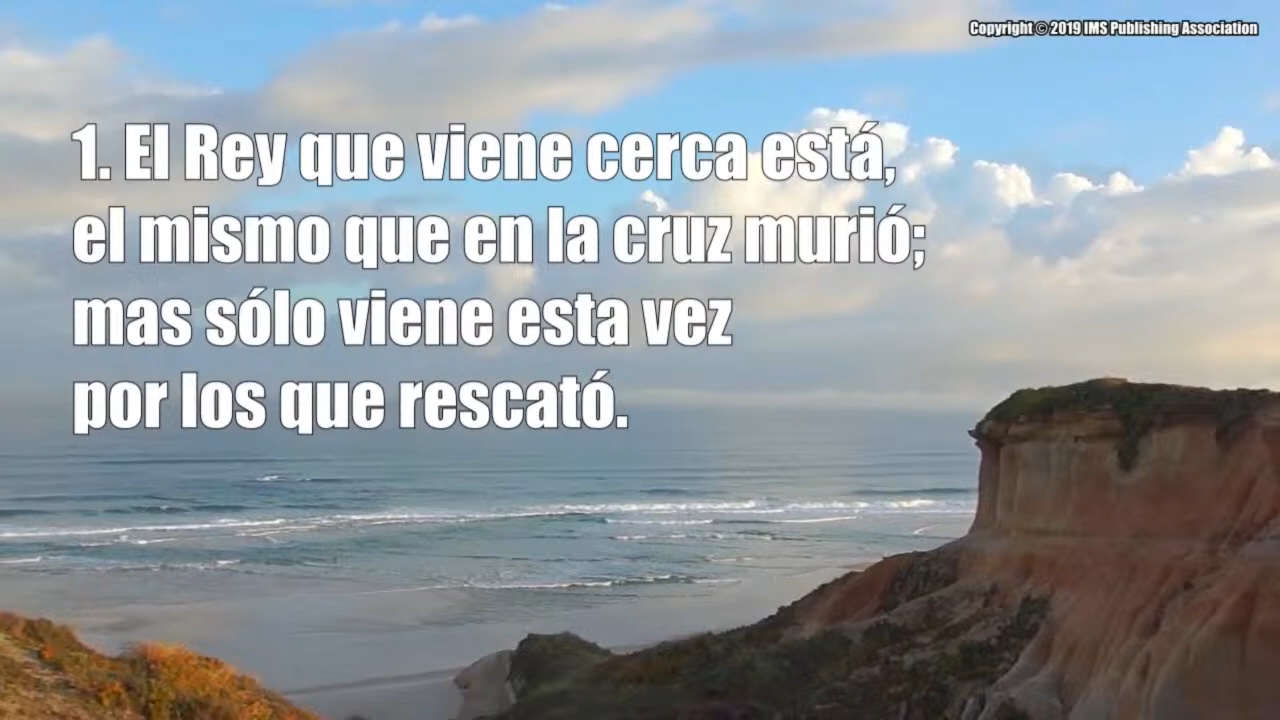 Copyright © 2019 IMS Publishing Association
1. El Rey que viene cerca está,
el mismo que en la cruz murió;
mas sólo viene esta vez
por los que rescató.